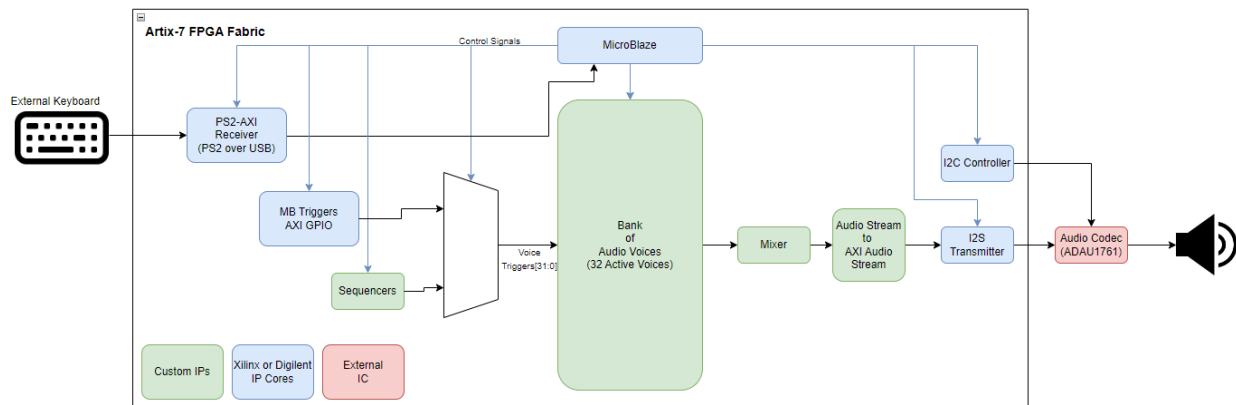 Artix-7 FPGA Fabric
Control Signals
MicroBlaze
External Keyboard
PS2-AXI
Receiver
(PS2 over USB)
I2C Controller
MB Triggers
AXI GPIO
Bank
of
Audio Voices
(32 Active Voices)
Voice
Triggers[31:0]
Mixer
Audio Stream
to
AXI Audio
Stream
I2S
Transmitter
Audio Codec
(ADAU1761)
Sequencers
Custom IPs
Xilinx or Digilent
IP Cores
External
IC